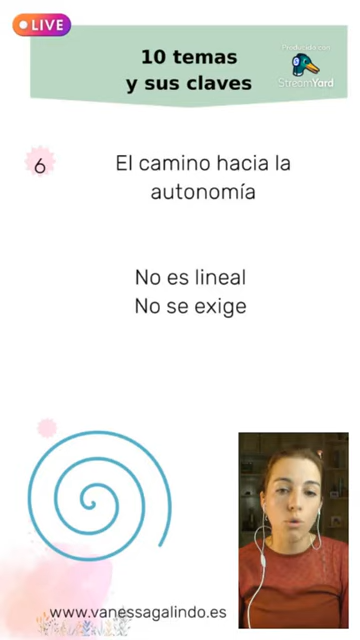 LIVE
10 temas
y sus claves
Producido con
StreamYard
6
El camino hacia la
autonomía
No es lineal
No se exige
www.vanessagalindo.es